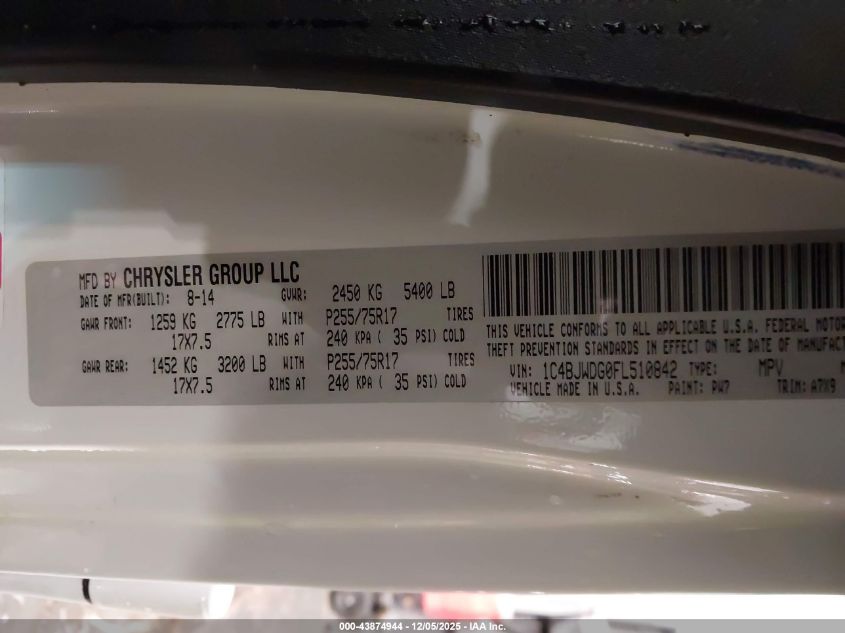 MFD BY CHRYSLER GROUP LLC
DATE OF MFR(BUILT): 8-14 GVWR: 2450 KG 5400 LB
GAWR FRONT: 1259 KG 2775 LB WITH P255/75R17 TIRES
17X7.5 RIMS AT 240 KPA ( 35 PSI) COLD
GAWR REAR: 1452 KG 3200 LB WITH P255/75R17 TIRES
17X7.5 RIMS AT 240 KPA ( 35 PSI) COLD
THIS VEHICLE CONFORMS TO ALL APPLICABLE U.S.A. FEDERAL MOTOR
THEFT PREVENTION STANDARDS IN EFFECT ON THE DATE OF MANUFACT
VIN: 1C4BJWDG0FL510842 TYPE: MPV
VEHICLE MADE IN U.S.A. PAINT: PW7 TRIM: A7X9
000-43874944 - 12/05/2025 - IAA Inc.